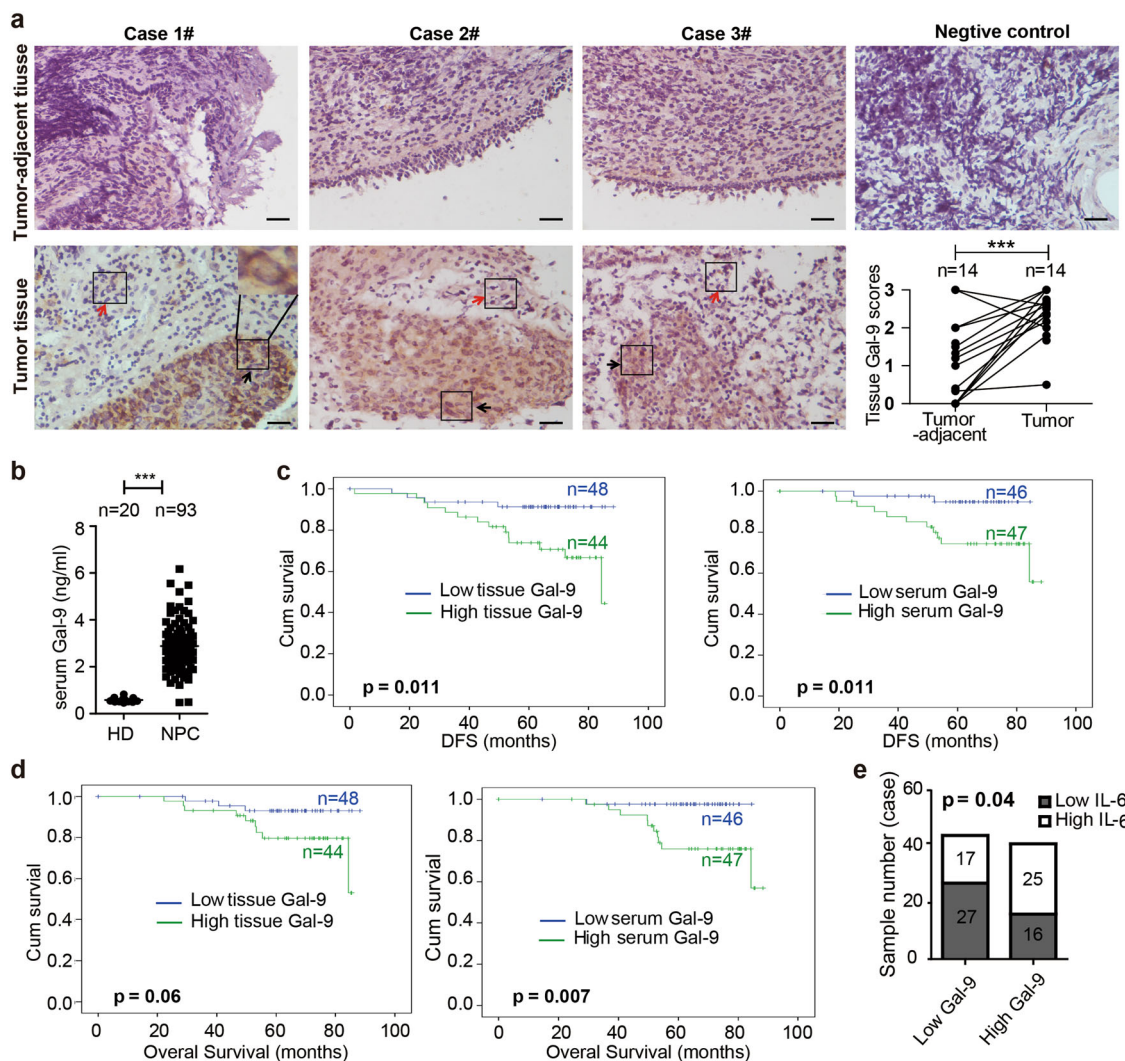 a
Case 1#
Case 2#
Case 3#
Negtive control
Tumor-adjacent tiusse
Tumor tissue
***
n=14 n=14
Tissue Gal-9 scores
3
2
1
0
Tumor
-adjacent
Tumor
b
***
n=20 n=93
serum Gal-9 (ng/ml)
8
6
4
2
0
HD NPC
c
Cum survial
1.0
0.8
0.6
0.4
0.2
0.0
n=48
n=44
Low tissue Gal-9
High tissue Gal-9
p = 0.011
0 20 40 60 80 100
DFS (months)
Cum survial
1.0
0.8
0.6
0.4
0.2
0.0
n=46
n=47
Low serum Gal-9
High serum Gal-9
p = 0.011
0 20 40 60 80 100
DFS (months)
d
Cum survial
1.0
0.8
0.6
0.4
0.2
0.0
n=48
n=44
Low tissue Gal-9
High tissue Gal-9
p = 0.06
0 20 40 60 80 100
Overal Survival (months)
Cum survial
1.0
0.8
0.6
0.4
0.2
0.0
n=46
n=47
Low serum Gal-9
High serum Gal-9
p = 0.007
0 20 40 60 80 100
Overal Survival (months)
e
Sample number (case)
60
40
20
0
p = 0.04
Low IL-6
High IL-6
17
27
25
16
Low Gal-9
High Gal-9